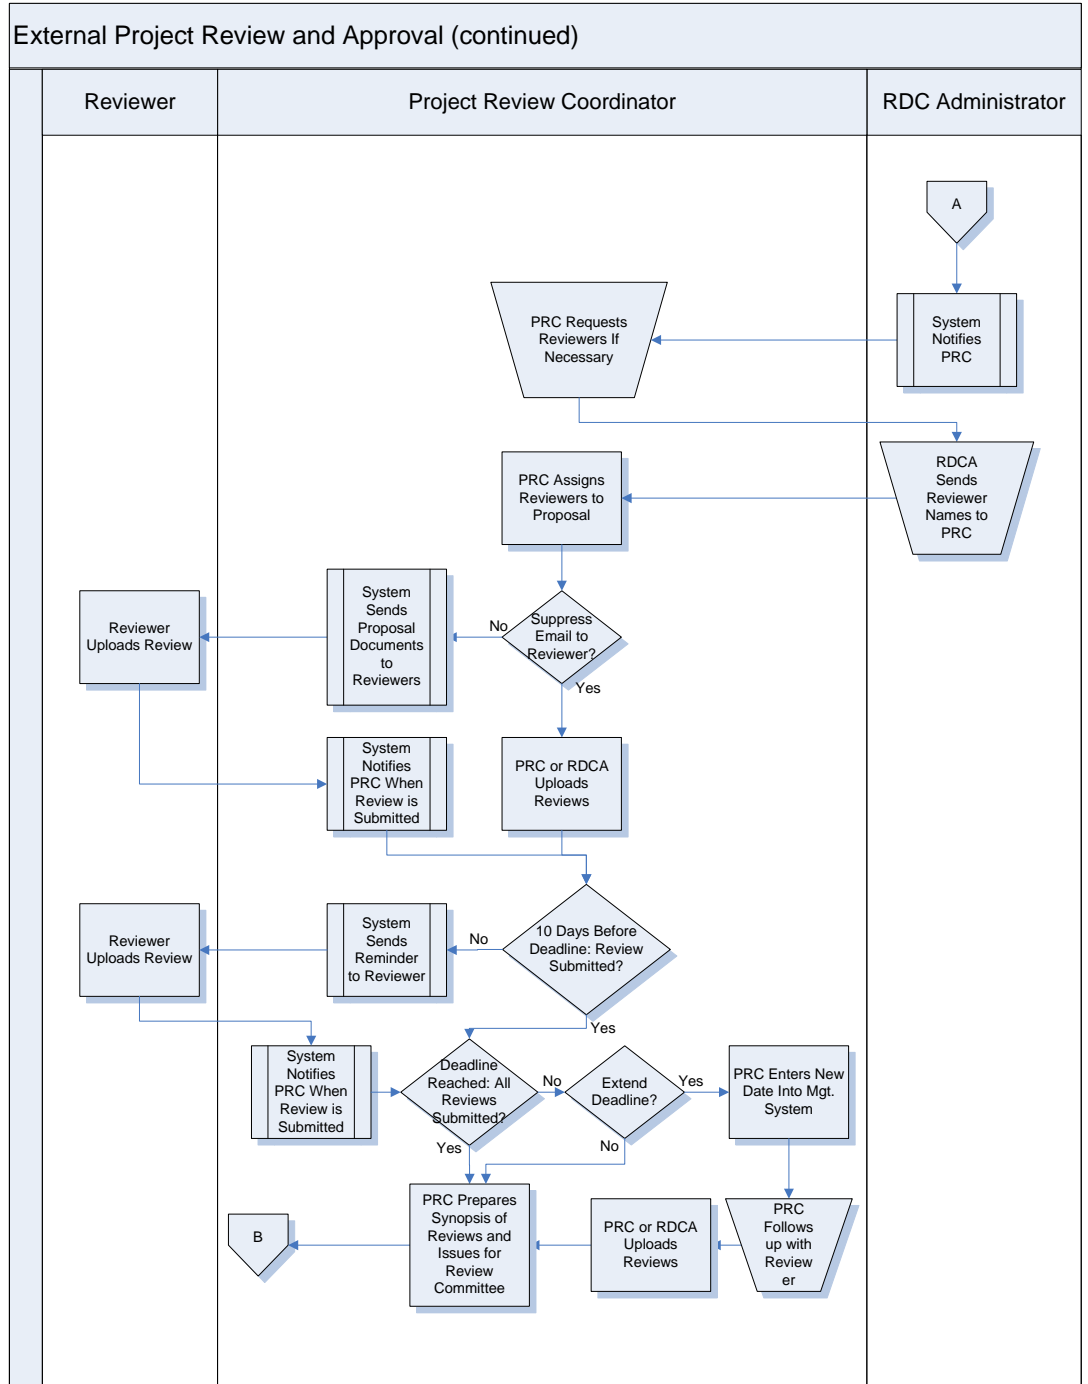 External Project Review and Approval (continued)
Reviewer
Project Review Coordinator
RDC Administrator
A
System
Notifies
PRC
PRC Requests
Reviewers If
Necessary
RDCA
Sends
Reviewer
Names to
PRC
PRC Assigns
Reviewers to
Proposal
Suppress
Email to
Reviewer?
No
Yes
System
Sends
Proposal
Documents
to
Reviewers
Reviewer
Uploads Review
System
Notifies
PRC When
Review is
Submitted
PRC or RDCA
Uploads
Reviews
10 Days Before
Deadline: Review
Submitted?
No
Yes
System
Sends
Reminder
to Reviewer
Reviewer
Uploads Review
System
Notifies
PRC When
Review is
Submitted
Deadline
Reached: All
Reviews
Submitted?
No
Yes
Extend
Deadline?
Yes
No
PRC Enters New
Date Into Mgt.
System
PRC
Follows
up with
Review
er
PRC or RDCA
Uploads
Reviews
PRC Prepares
Synopsis of
Reviews and
Issues for
Review
Committee
B